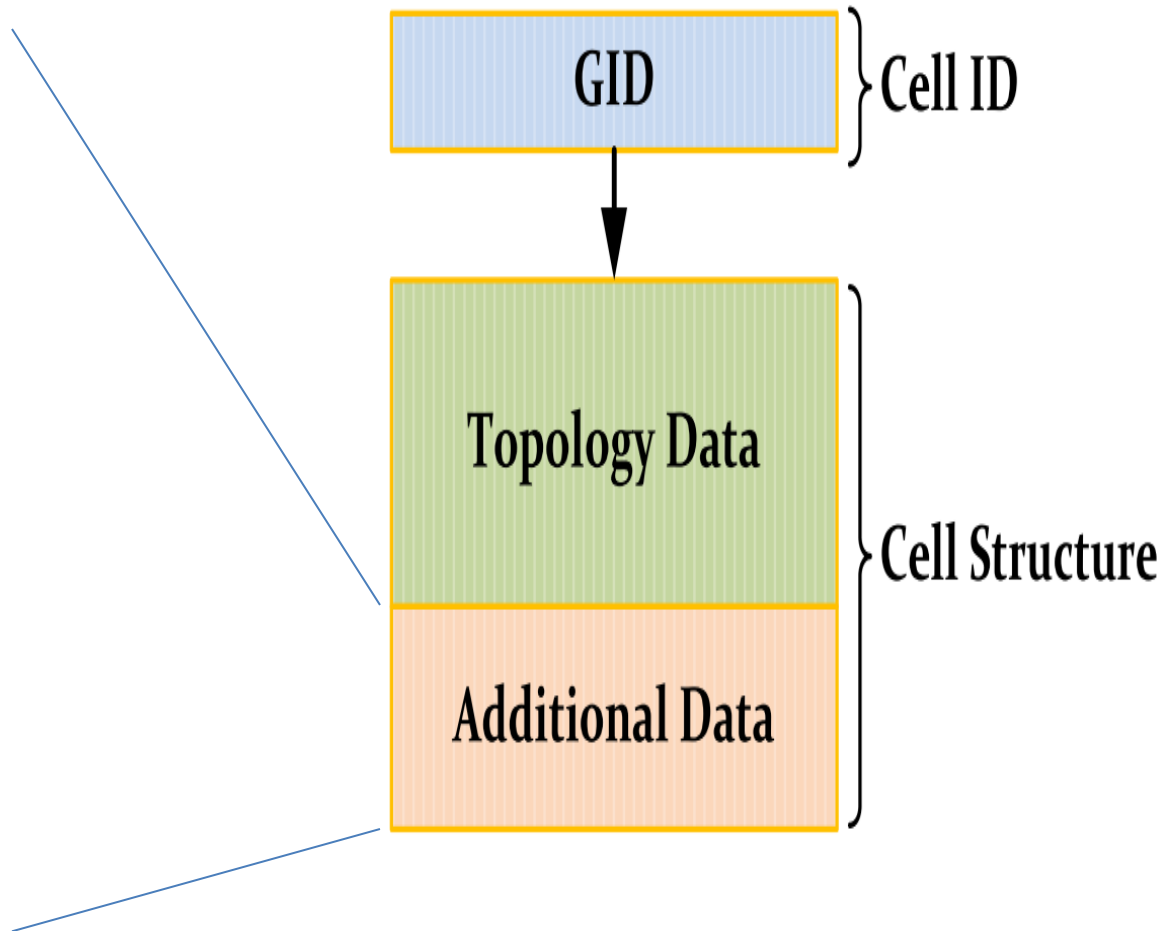 GID
Cell ID
Topology Data
Cell Structure
Additional Data